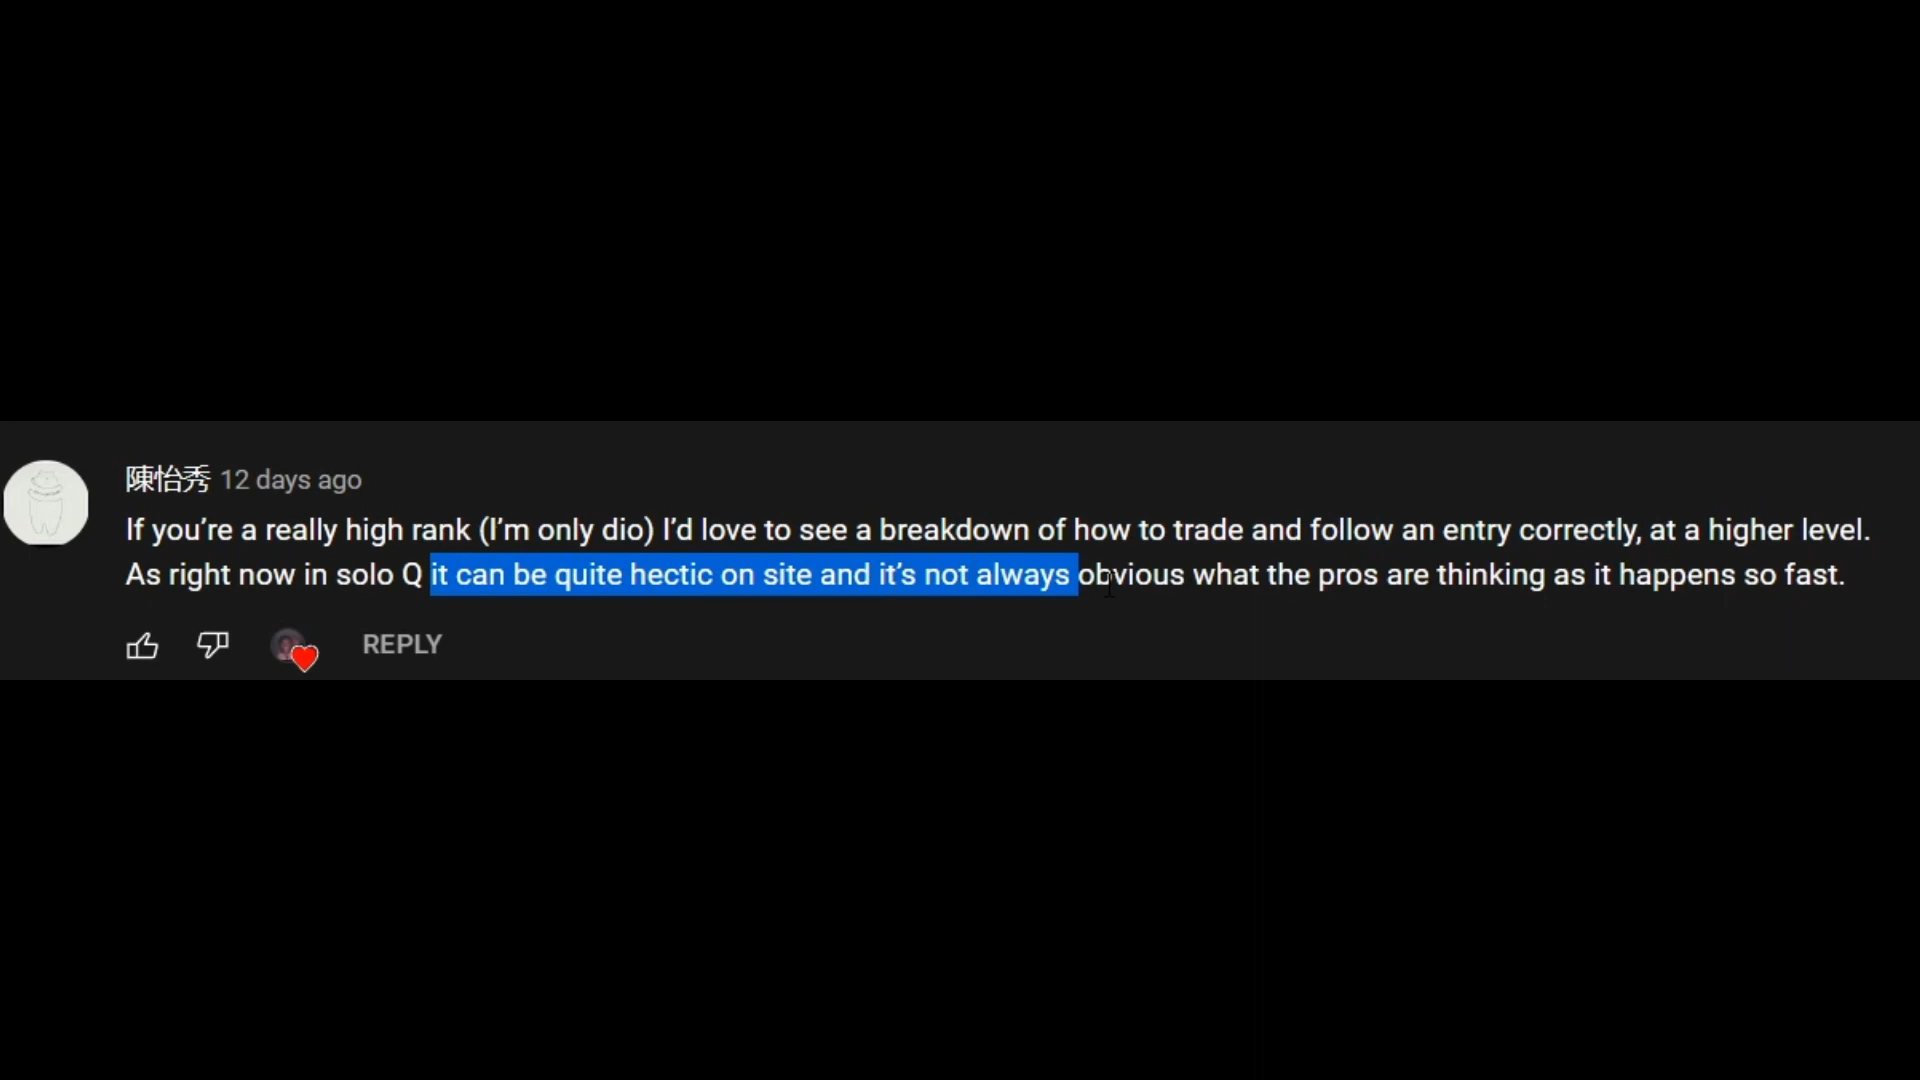 陳怡秀 12 days ago
If you’re a really high rank (I’m only dio) I’d love to see a breakdown of how to trade and follow an entry correctly, at a higher level.
As right now in solo Q it can be quite hectic on site and it’s not always obvious what the pros are thinking as it happens so fast.
REPLY